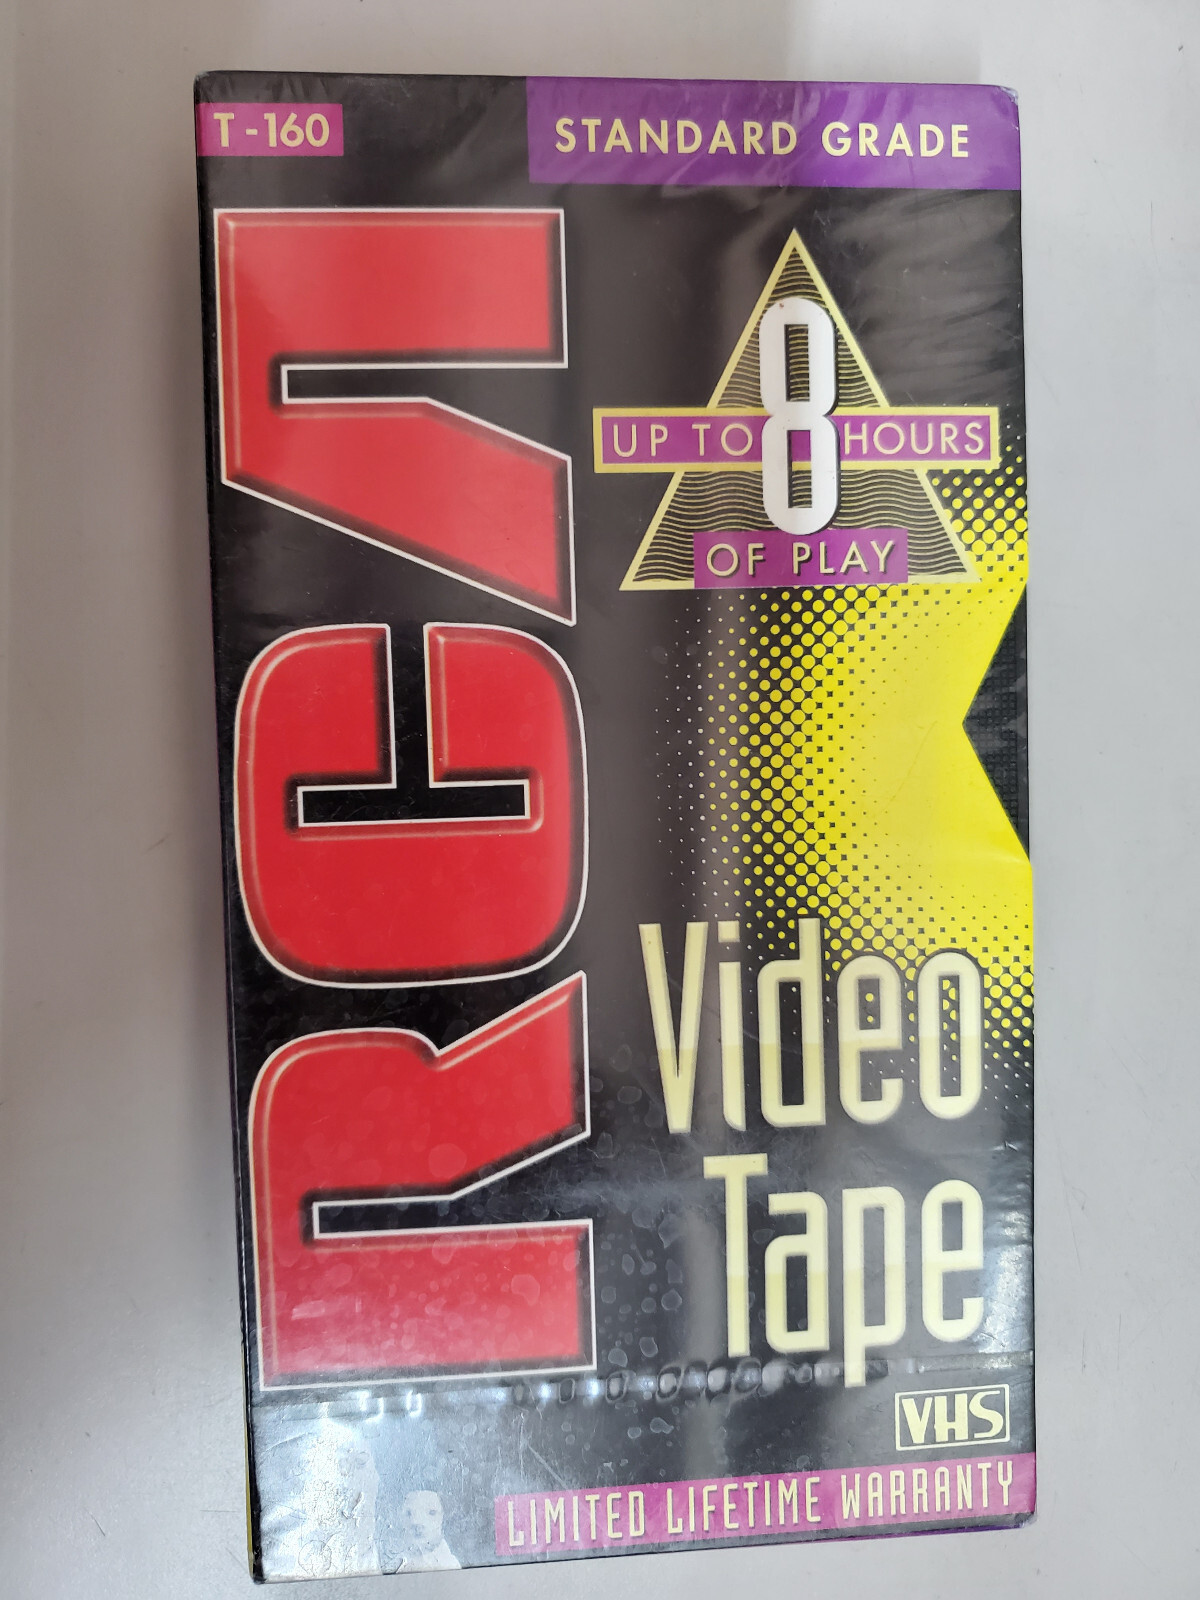 T-160
STANDARD GRADE
RCA
UP TO 8 HOURS
OF PLAY
Video
Tape
VHS
LIMITED LIFETIME WARRANTY